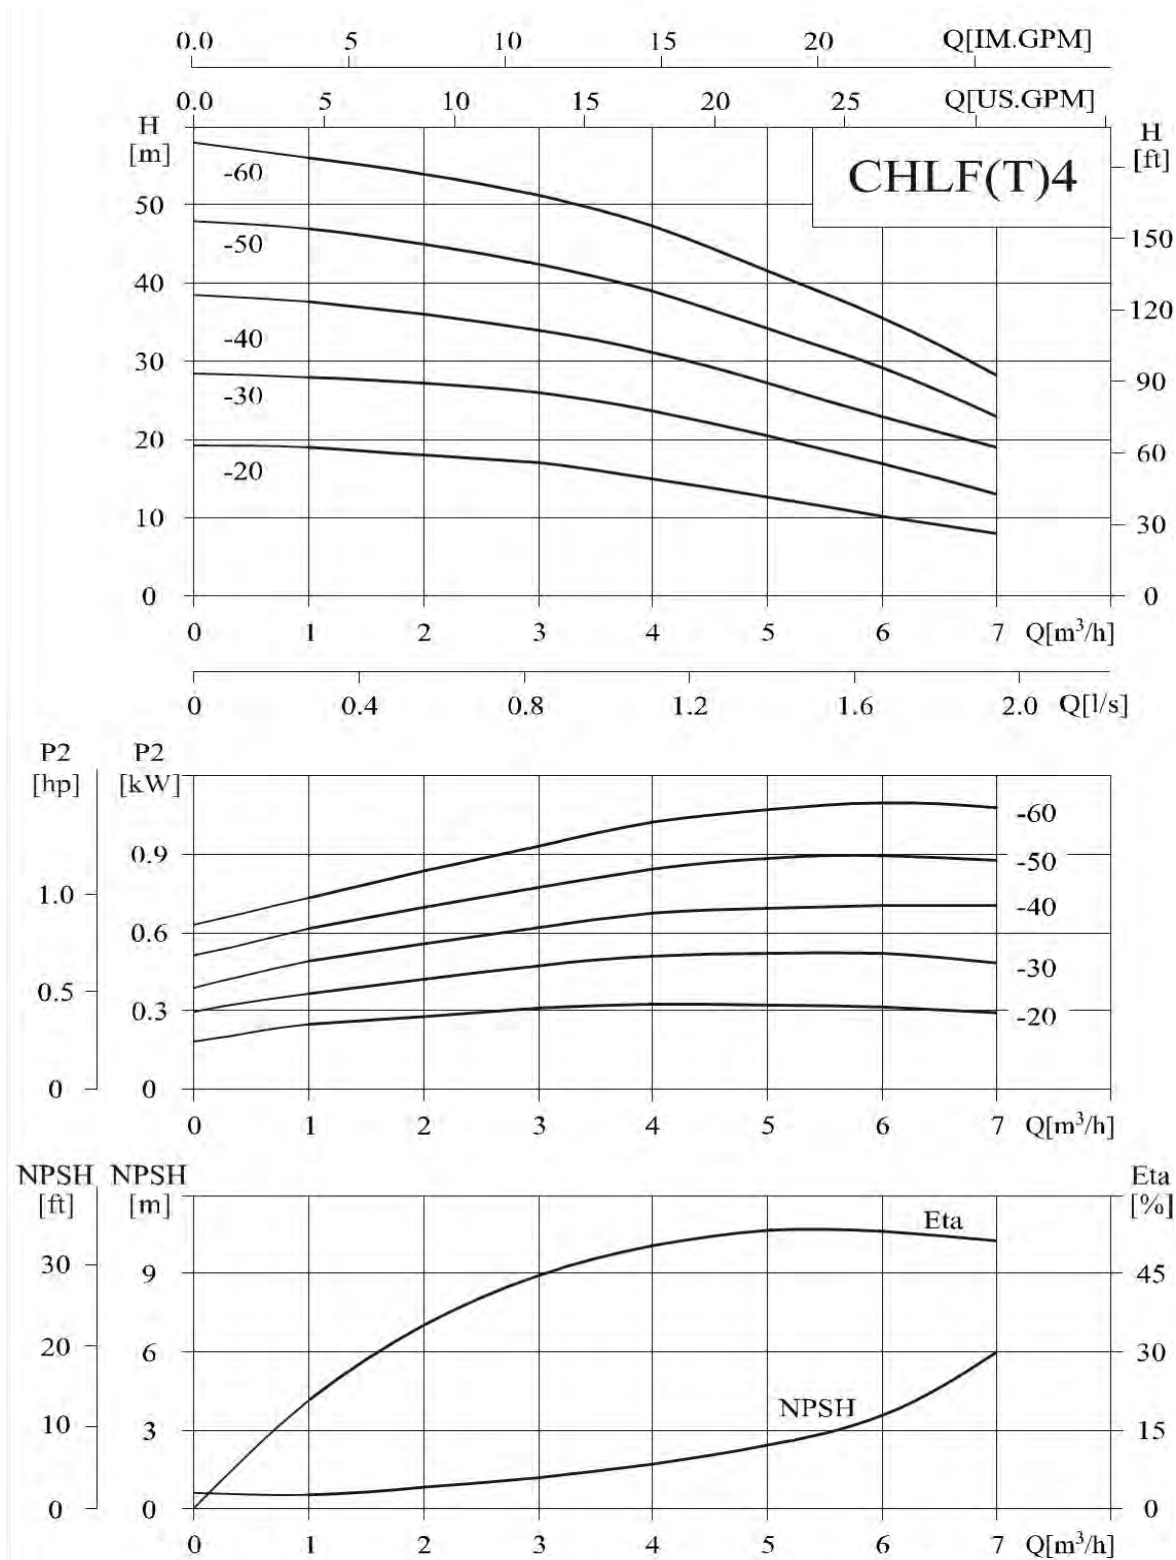 0.0 5 10 15 20 Q[IM.GPM]
0.0 5 10 15 20 25 Q[US.GPM]
H H
[m] [ft]
CHLF(T)4
-60
50
-50 150
40
120
-40
30
90
-30
20
60
-20
10
30
0 0
0 1 2 3 4 5 6 7 Q[m³/h]
0 0.4 0.8 1.2 1.6 2.0 Q[l/s]
P2 P2
[hp] [kW]
-60
0.9
-50
1.0
-40
0.6
-30
0.5
0.3
-20
0 0
0 1 2 3 4 5 6 7 Q[m³/h]
NPSH NPSH Eta
[ft] [m] [%]
Eta
30 9 45
20 6 30
NPSH
10 3 15
0 0 0
0 1 2 3 4 5 6 7 Q[m³/h]